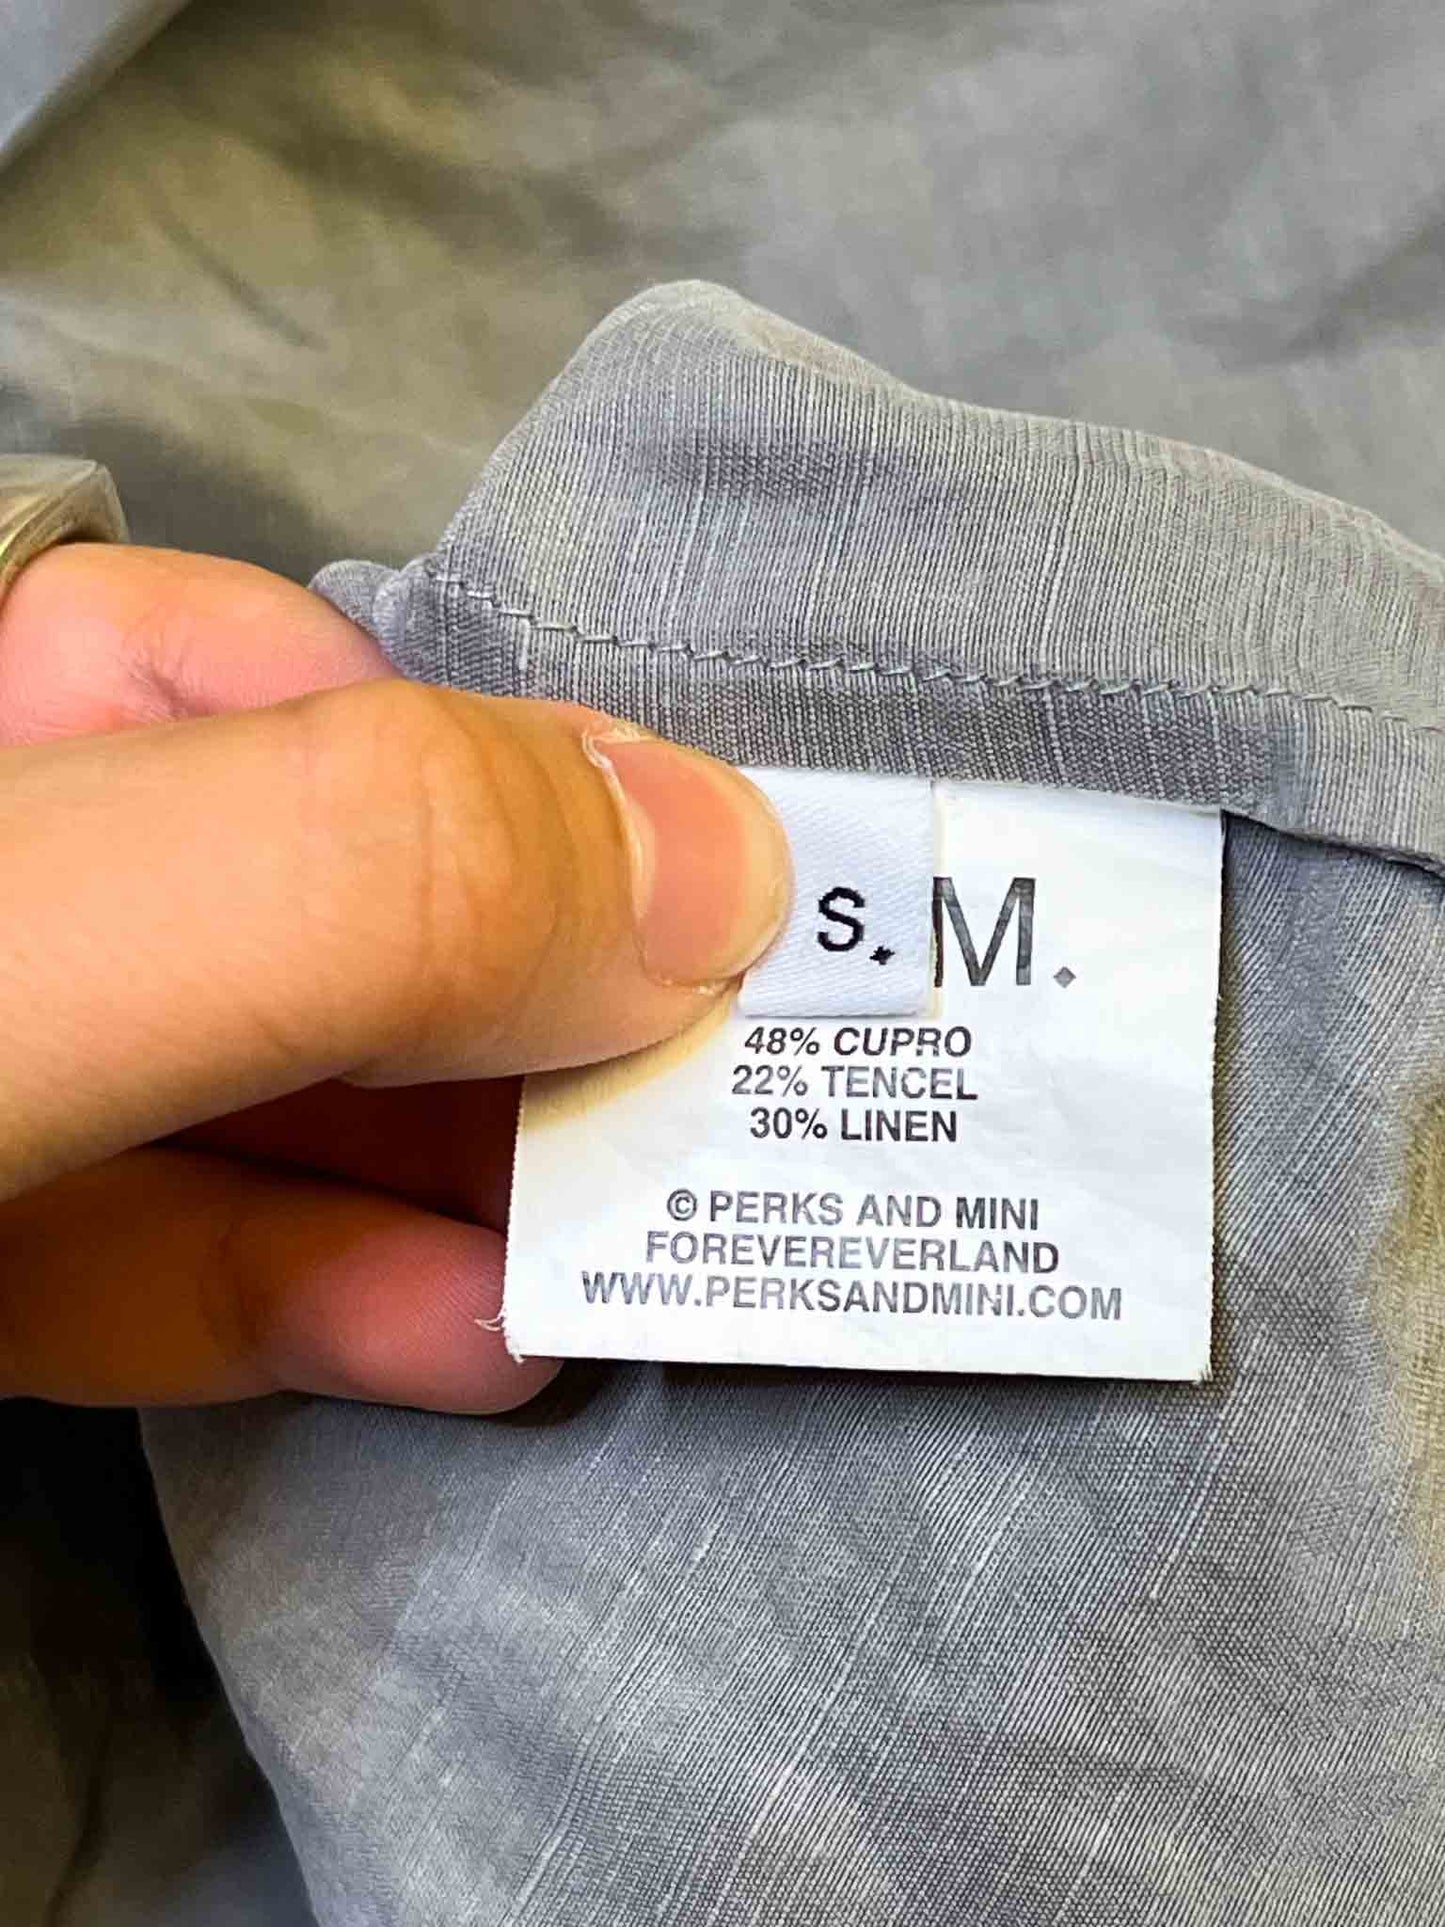 S.
M.
48% CUPRO
22% TENCEL
30% LINEN
© PERKS AND MINI
FOREVEREVERLAND
WWW.PERKSANDMINI.COM